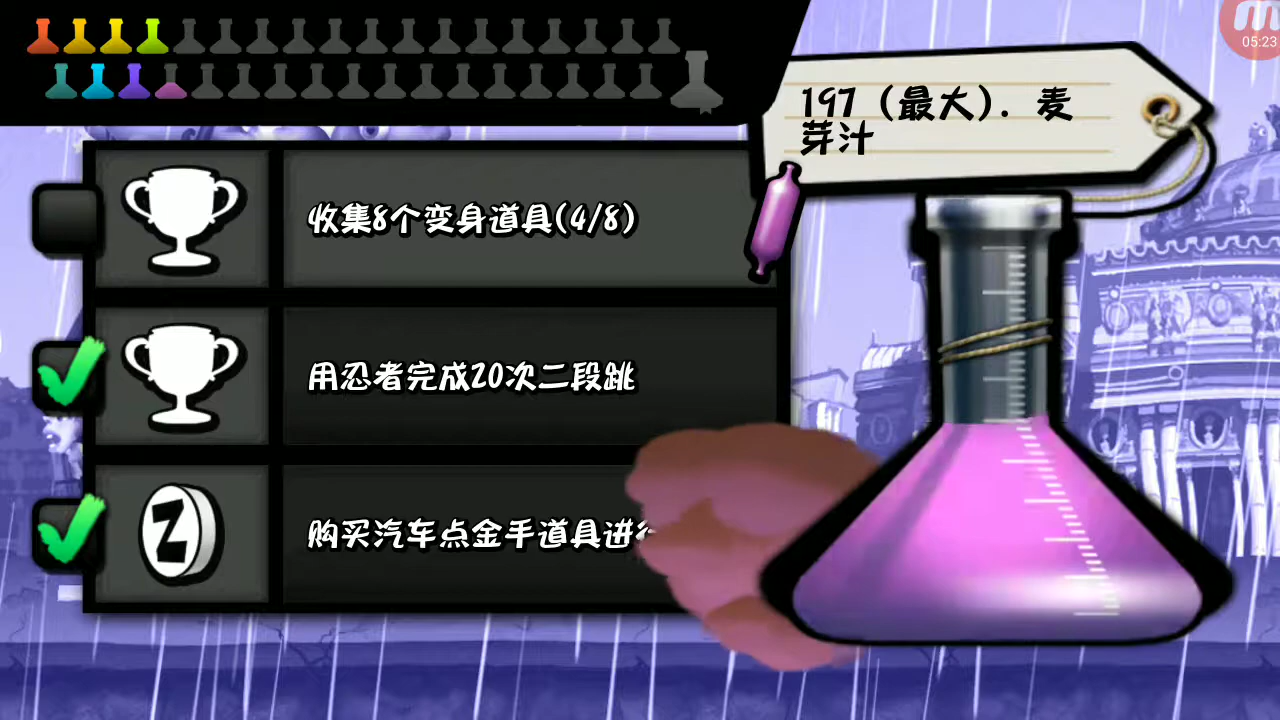 05:23
197 (最大). 麦
芽汁
收集8个变身道具(4/8)
用忍者完成20次二段跳
Z
购买汽车点金手道具进行